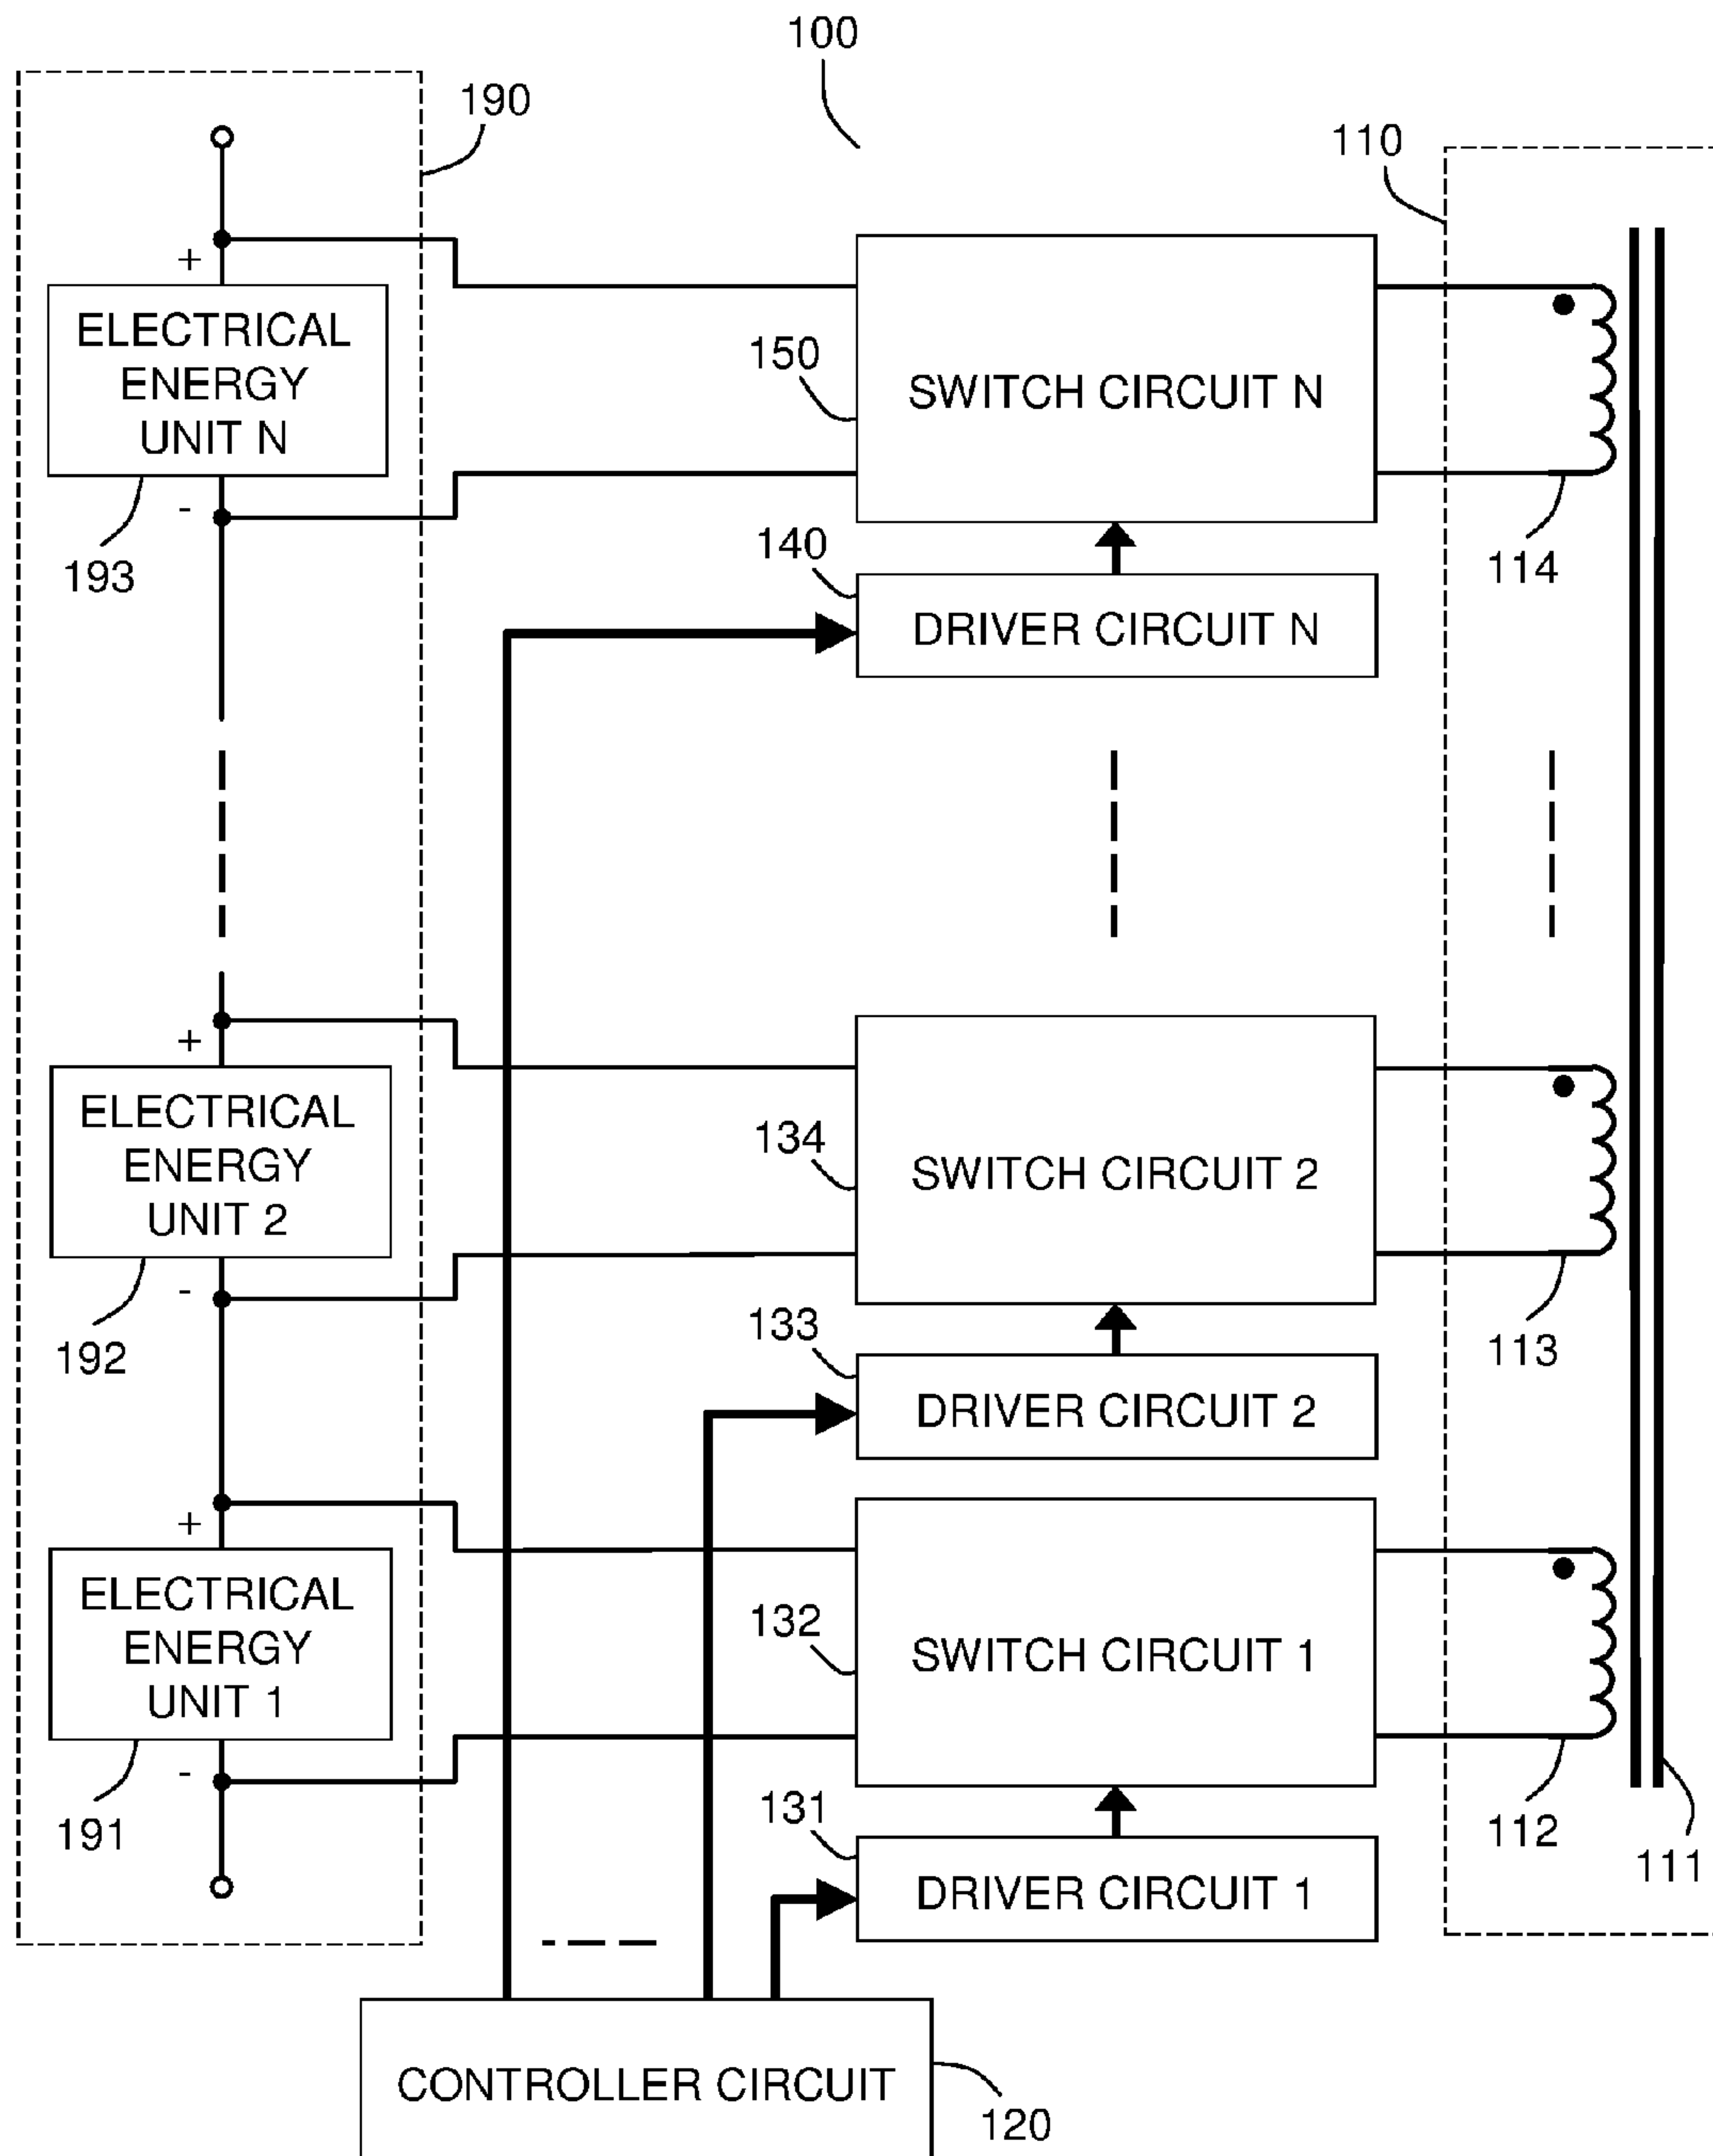 100
190
110
+
ELECTRICAL
ENERGY
UNIT N
-
193
150
SWITCH CIRCUIT N
114
140
DRIVER CIRCUIT N
+
ELECTRICAL
ENERGY
UNIT 2
-
192
134
SWITCH CIRCUIT 2
113
133
DRIVER CIRCUIT 2
+
ELECTRICAL
ENERGY
UNIT 1
-
191
132
SWITCH CIRCUIT 1
112
111
131
DRIVER CIRCUIT 1
CONTROLLER CIRCUIT
120